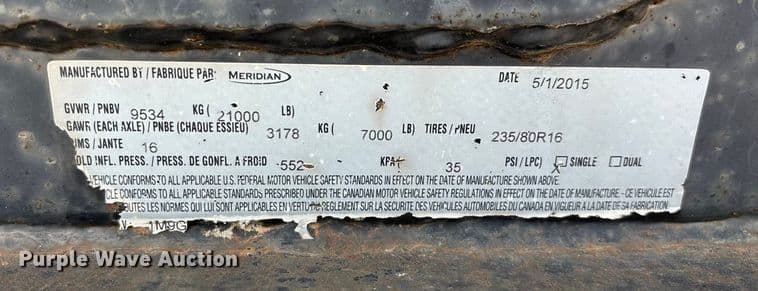 MANUFACTURED BY / FABRIQUE PAR: MERIDIAN DATE 5/1/2015
GVWR / PNBV 9534 KG ( 21000 LB)
GAWR (EACH AXLE) / PNBE (CHAQUE ESSIEU) 3178 KG ( 7000 LB) TIRES / PNEU 235/80R16
IMS / JANTE 16
OLD INFL. PRESS. / PRESS. DE GONFL. A FROID 552 KPA 35 PSI / LPC) SINGLE DUAL
VEHICLE CONFORMS TO ALL APPLICABLE U.S. FEDERAL MOTOR VEHICLE SAFETY STANDARDS IN EFFECT ON THE DATE OF MANUFACTURE SHOWN ABOVE.
VEHICLE CONFORMS TO ALL APPLICABLE STANDARDS PRESCRIBED UNDER THE CANADIAN MOTOR VEHICLE SAFETY REGULATIONS IN EFFECT ON THE DATE OF MANUFACTURE - CE VEHICULE EST
OUTES LES NORMES QUI LUI SONT APPLICABLES EN VERTU REGLEMENT SUR LA SECURITE DES VEHICULES AUTOMOBILES DU CANADA EN VIGUEUR A LA DATE DE SA FABRICATION.
1M9G
Purple Wave Auction